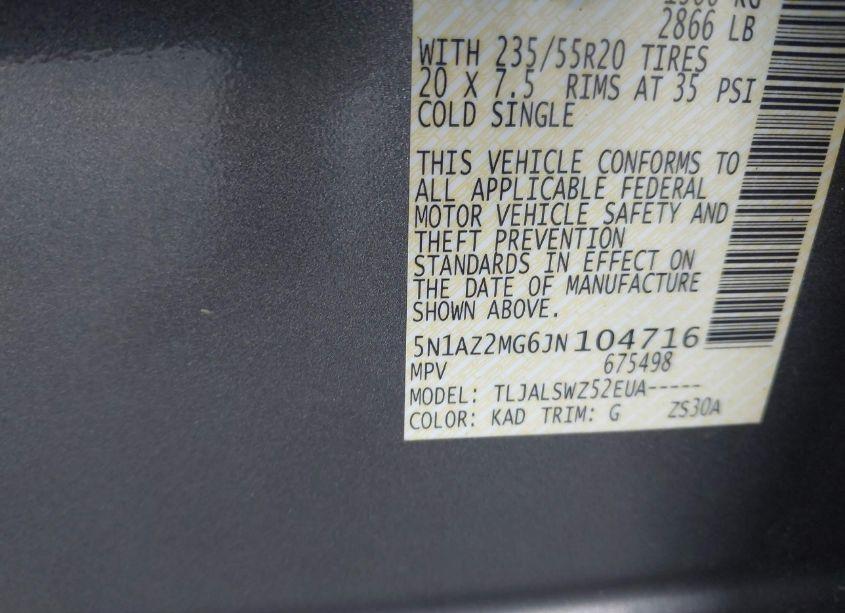 2866 LB
WITH 235/55R20 TIRES
20 X 7.5 RIMS AT 35 PSI
COLD SINGLE
THIS VEHICLE CONFORMS TO
ALL APPLICABLE FEDERAL
MOTOR VEHICLE SAFETY AND
THEFT PREVENTION
STANDARDS IN EFFECT ON
THE DATE OF MANUFACTURE
SHOWN ABOVE.
5N1AZ2MG6JN104716
MPV 675498
MODEL: TLJALSWZ52EUA-----
COLOR: KAD TRIM: G ZS30A